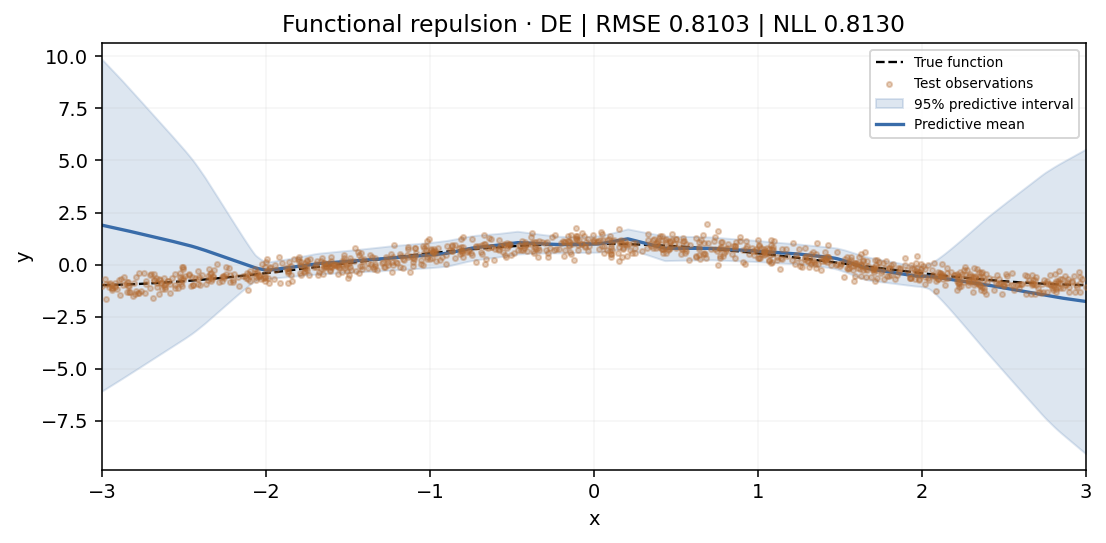 Functional repulsion · DE | RMSE 0.8103 | NLL 0.8130
True function
Test observations
95% predictive interval
Predictive mean
y
10.0
7.5
5.0
2.5
0.0
−2.5
−5.0
−7.5
−3
−2
−1
0
1
2
3
x